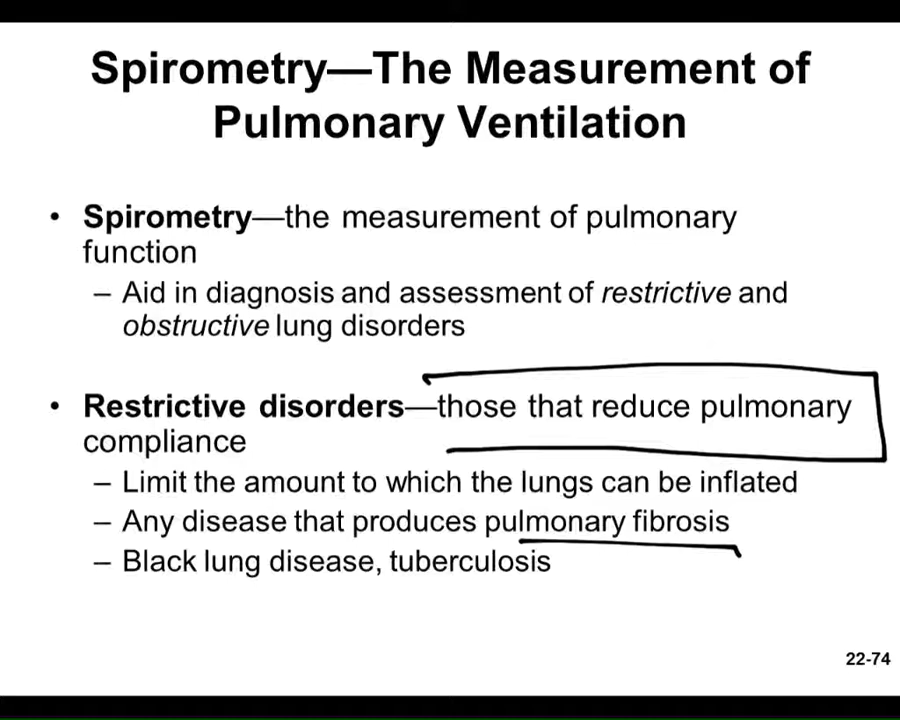 Spirometry—The Measurement of
Pulmonary Ventilation
• Spirometry—the measurement of pulmonary
function
– Aid in diagnosis and assessment of restrictive and
obstructive lung disorders
• Restrictive disorders—those that reduce pulmonary
compliance
– Limit the amount to which the lungs can be inflated
– Any disease that produces pulmonary fibrosis
– Black lung disease, tuberculosis
22-74